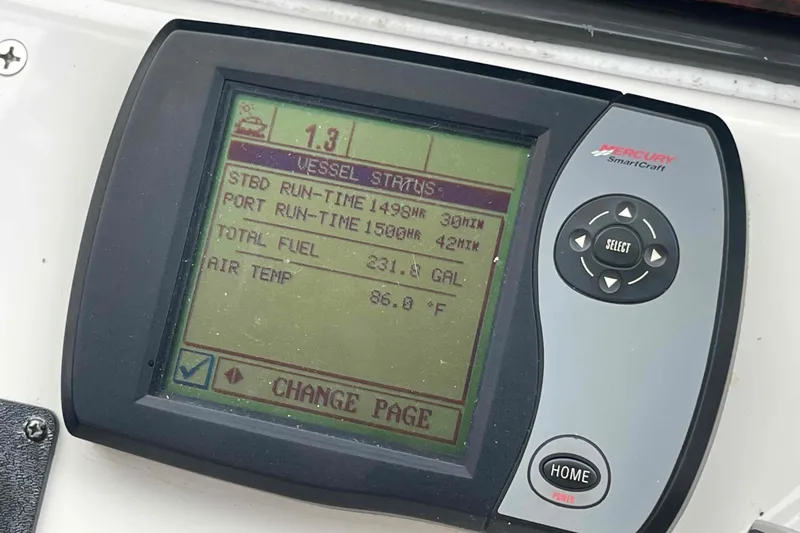 1.3
VESSEL STATUS
STBD RUN-TIME 1498HR 30MIN
PORT RUN-TIME 1500HR 42MIN
TOTAL FUEL 231.8 GAL
AIR TEMP 86.0 °F
CHANGE PAGE
MERCURY
SmartCraft
SELECT
HOME
POWER